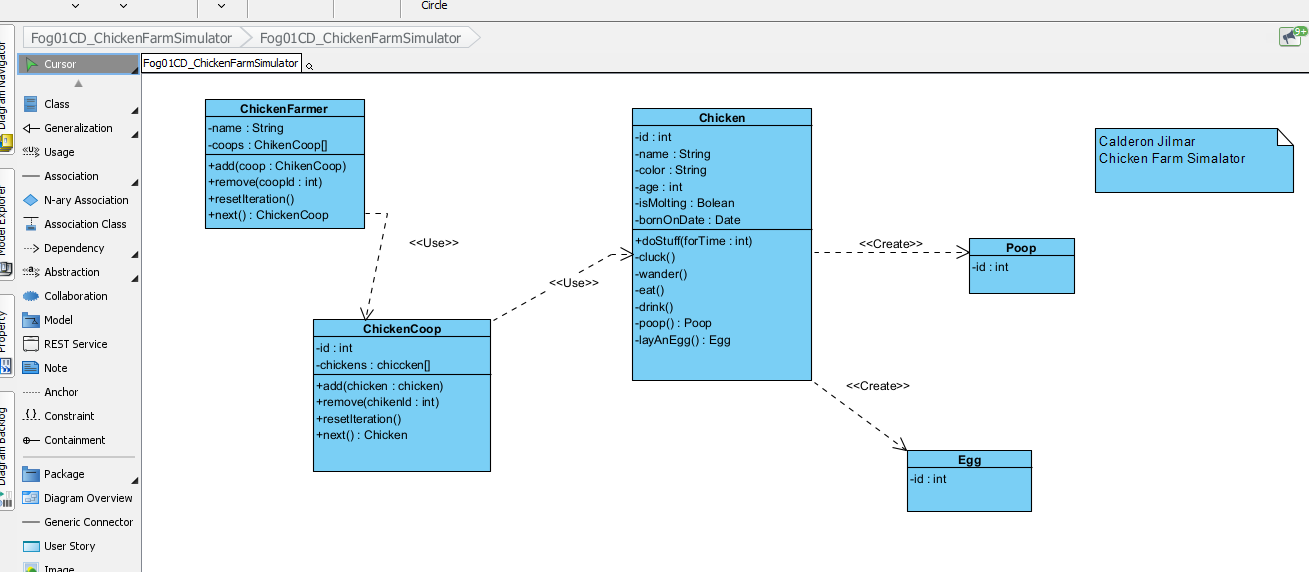 Circle
Fog01CD_ChickenFarmSimulator
Fog01CD_ChickenFarmSimulator
9+
Diagram Navigator
Model Explorer
Property
Diagram Backlog
Cursor
Class
Generalization
Usage
Association
N-ary Association
Association Class
Dependency
Abstraction
Collaboration
Model
REST Service
Note
Anchor
Constraint
Containment
Package
Diagram Overview
Generic Connector
User Story
Image
Fog01CD_ChickenFarmSimulator
ChickenFarmer
-name : String
-coops : ChikenCoop[]
+add(coop : ChikenCoop)
+remove(coopId : int)
+resetIteration()
+next() : ChickenCoop
<<Use>>
ChickenCoop
-id : int
-chickens : chiccken[]
+add(chicken : chicken)
+remove(chikenId : int)
+resetIteration()
+next() : Chicken
<<Use>>
Chicken
-id : int
-name : String
-color : String
-age : int
-isMolting : Bolean
-bornOnDate : Date
+doStuff(forTime : int)
-cluck()
-wander()
-eat()
-drink()
-poop() : Poop
-layAnEgg() : Egg
<<Create>>
Poop
-id : int
<<Create>>
Egg
-id : int
Calderon Jilmar
Chicken Farm Simalator